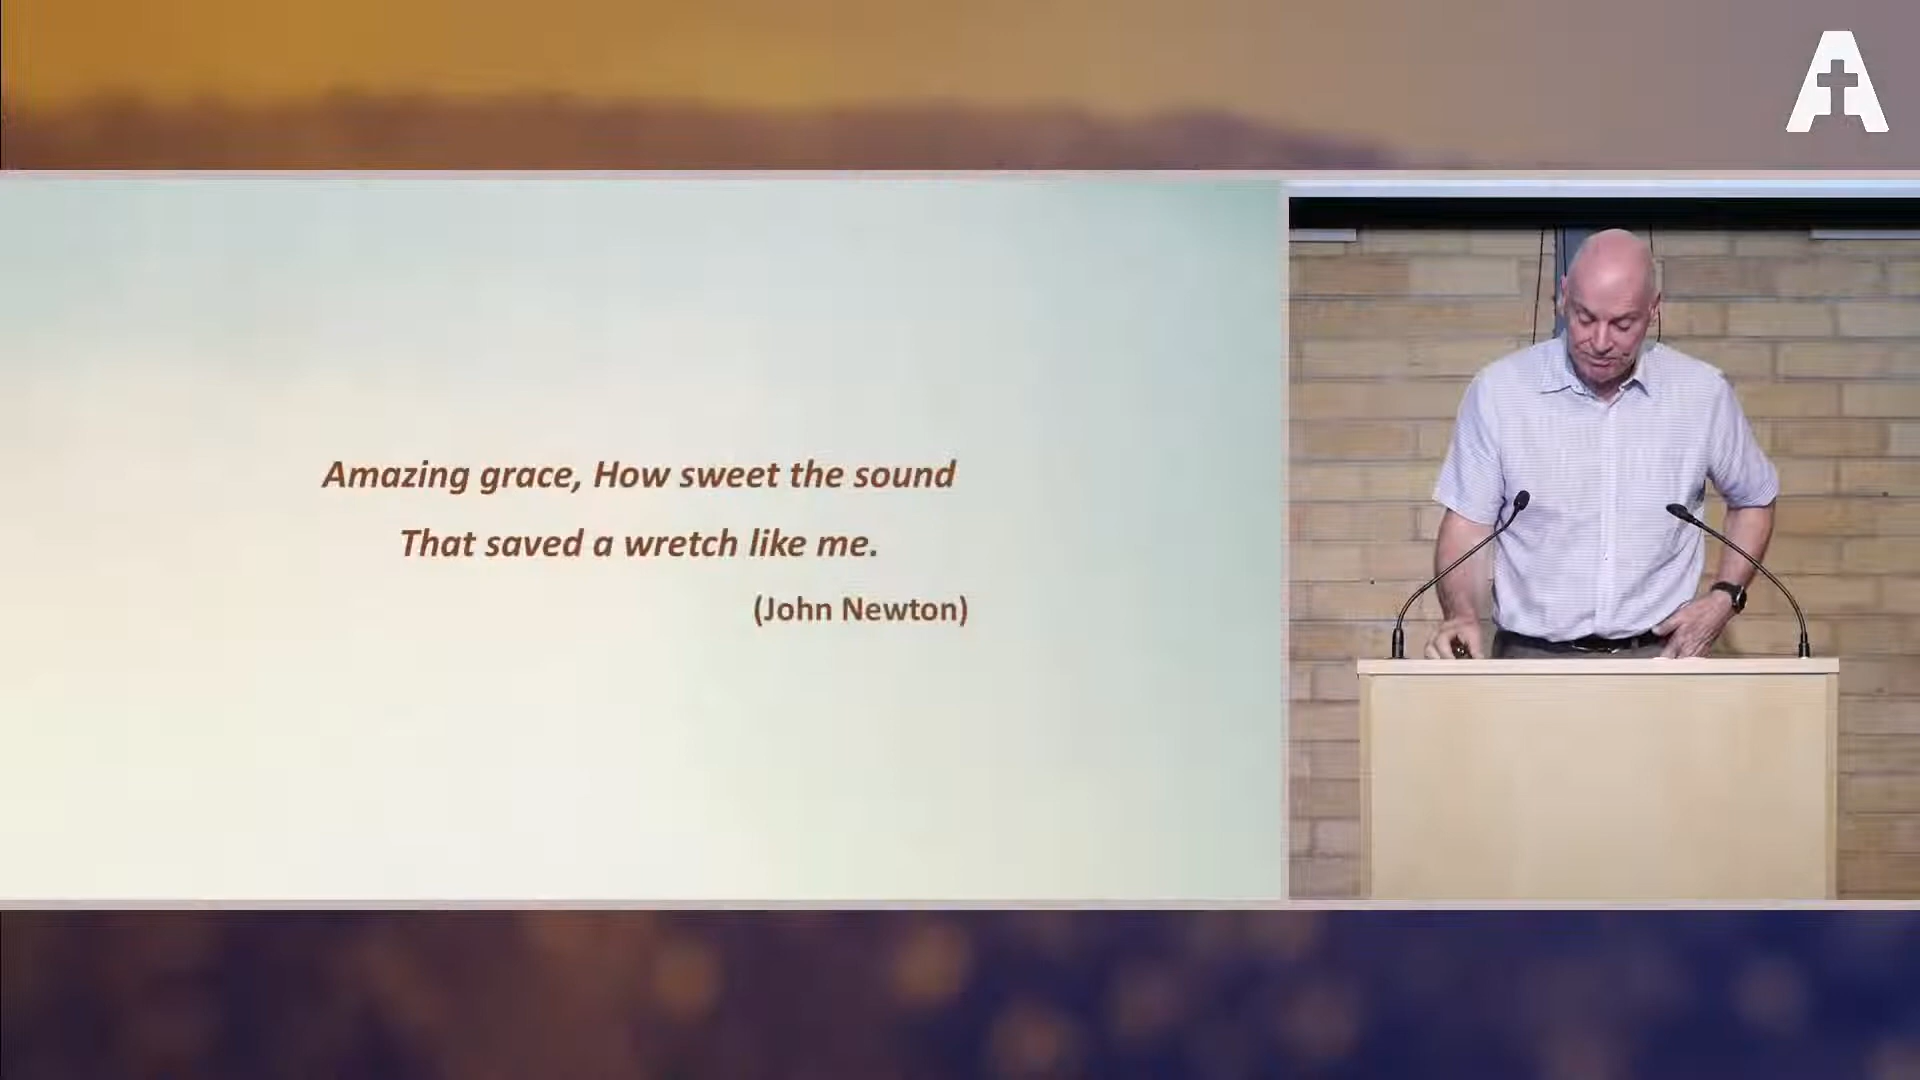 Amazing grace, How sweet the sound
That saved a wretch like me.
(John Newton)